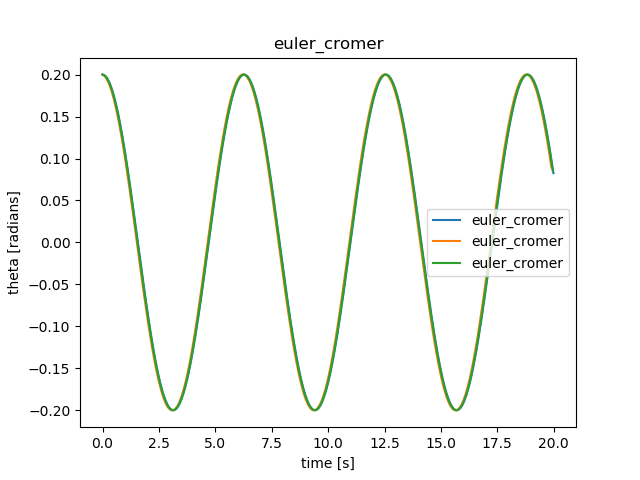 euler_cromer
theta [radians]
0.20
0.15
0.10
0.05
0.00
−0.05
−0.10
−0.15
−0.20
euler_cromer
euler_cromer
euler_cromer
0.0 2.5 5.0 7.5 10.0 12.5 15.0 17.5 20.0
time [s]